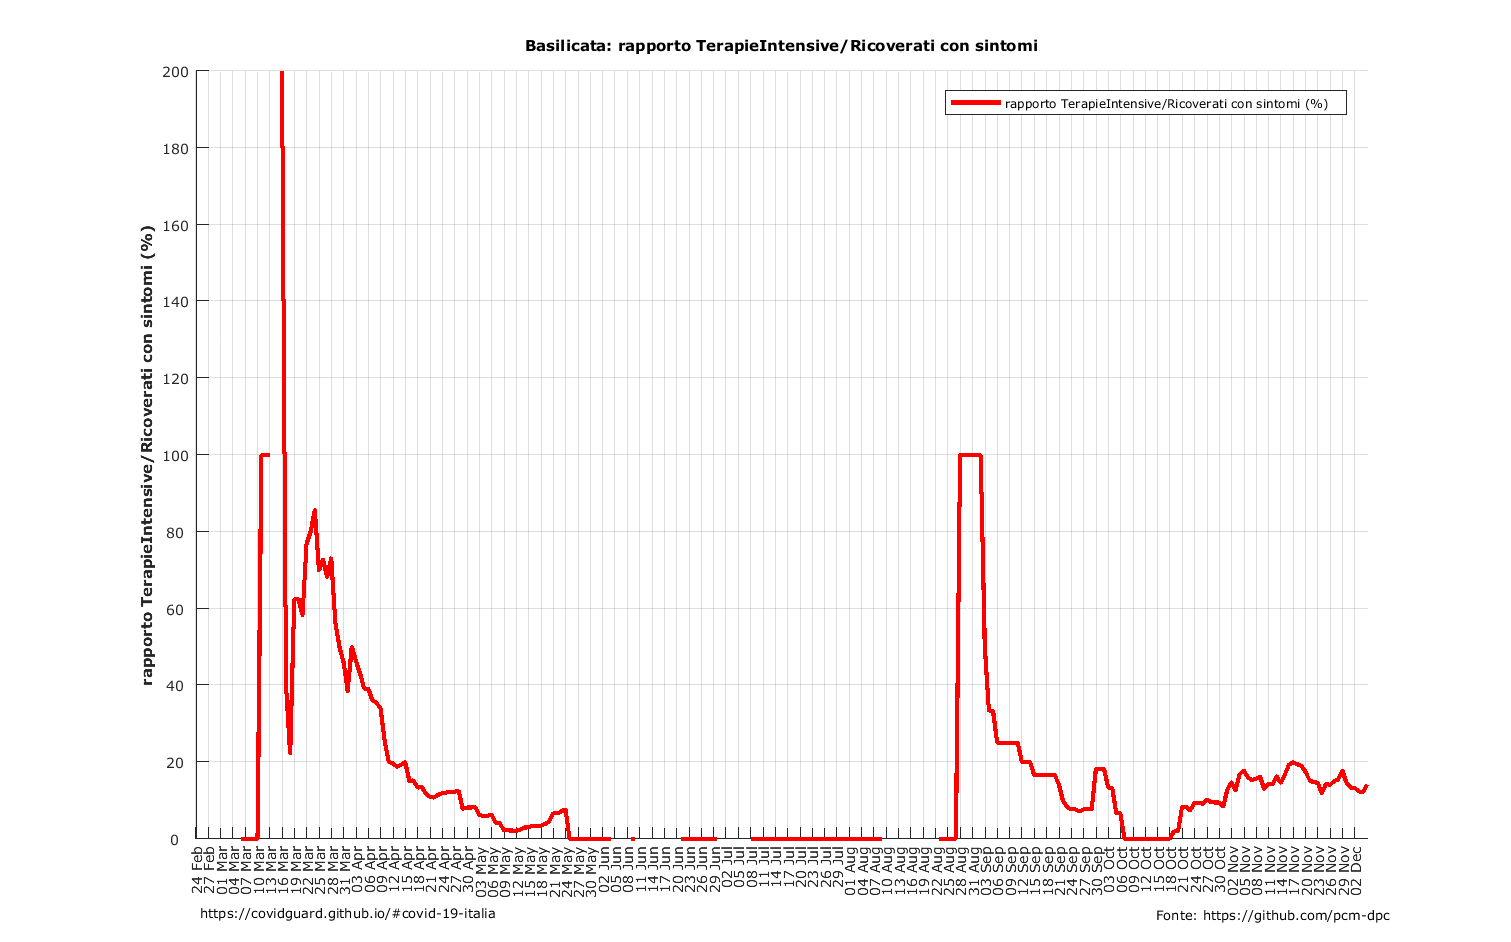 Basilicata: rapporto TerapieIntensive/Ricoverati con sintomi
rapporto TerapieIntensive/Ricoverati con sintomi (%)
rapporto TerapieIntensive/Ricoverati con sintomi (%)
200
180
160
140
120
100
80
60
40
20
0
24 Feb
27 Feb
01 Mar
04 Mar
07 Mar
10 Mar
13 Mar
16 Mar
19 Mar
22 Mar
25 Mar
28 Mar
31 Mar
03 Apr
06 Apr
09 Apr
12 Apr
15 Apr
18 Apr
21 Apr
24 Apr
27 Apr
30 Apr
03 May
06 May
09 May
12 May
15 May
18 May
21 May
24 May
27 May
30 May
02 Jun
05 Jun
08 Jun
11 Jun
14 Jun
17 Jun
20 Jun
23 Jun
26 Jun
29 Jun
02 Jul
05 Jul
08 Jul
11 Jul
14 Jul
17 Jul
20 Jul
23 Jul
26 Jul
29 Jul
01 Aug
04 Aug
07 Aug
10 Aug
13 Aug
16 Aug
19 Aug
22 Aug
25 Aug
28 Aug
31 Aug
03 Sep
06 Sep
09 Sep
12 Sep
15 Sep
18 Sep
21 Sep
24 Sep
27 Sep
30 Sep
03 Oct
06 Oct
09 Oct
12 Oct
15 Oct
18 Oct
21 Oct
24 Oct
27 Oct
30 Oct
02 Nov
05 Nov
08 Nov
11 Nov
14 Nov
17 Nov
20 Nov
23 Nov
26 Nov
29 Nov
02 Dec
https://covidguard.github.io/#covid-19-italia
Fonte: https://github.com/pcm-dpc